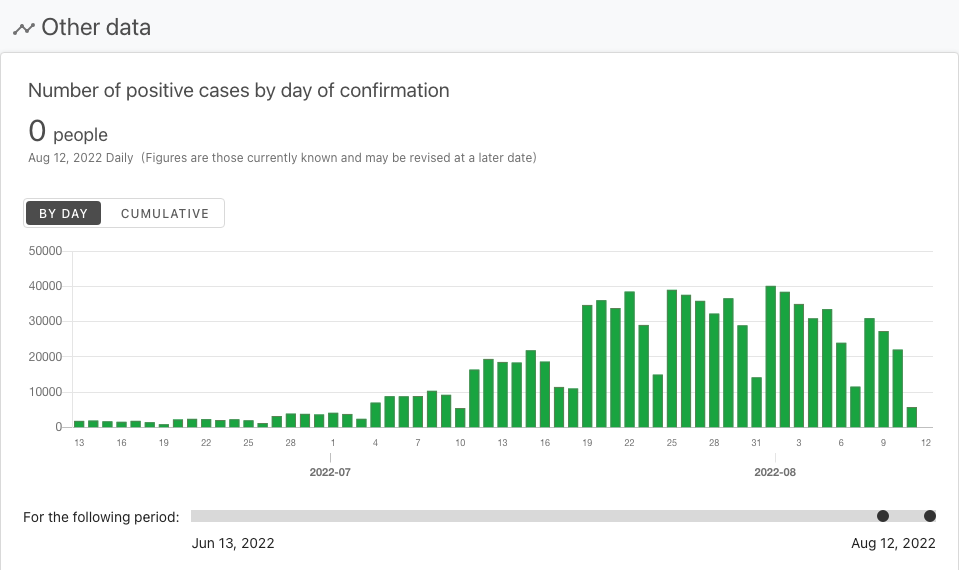 Other data
Number of positive cases by day of confirmation
0 people
Aug 12, 2022 Daily (Figures are those currently known and may be revised at a later date)
BY DAY CUMULATIVE
50000
40000
30000
20000
10000
0
13 16 19 22 25 28 1 4 7 10 13 16 19 22 25 28 31 3 6 9 12
2022-07 2022-08
For the following period:
Jun 13, 2022 Aug 12, 2022